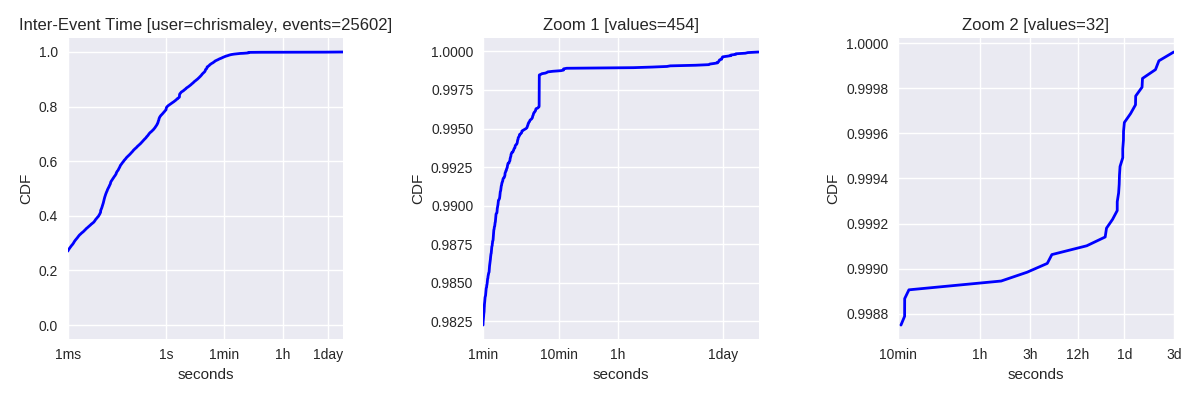 Inter-Event Time [user=chrismaley, events=25602]
CDF
1.0
0.8
0.6
0.4
0.2
0.0
1ms 1s 1min 1h 1day
seconds
Zoom 1 [values=454]
CDF
1.0000
0.9975
0.9950
0.9925
0.9900
0.9875
0.9850
0.9825
1min 10min 1h 1day
seconds
Zoom 2 [values=32]
CDF
1.0000
0.9998
0.9996
0.9994
0.9992
0.9990
0.9988
10min 1h 3h 12h 1d 3d
seconds